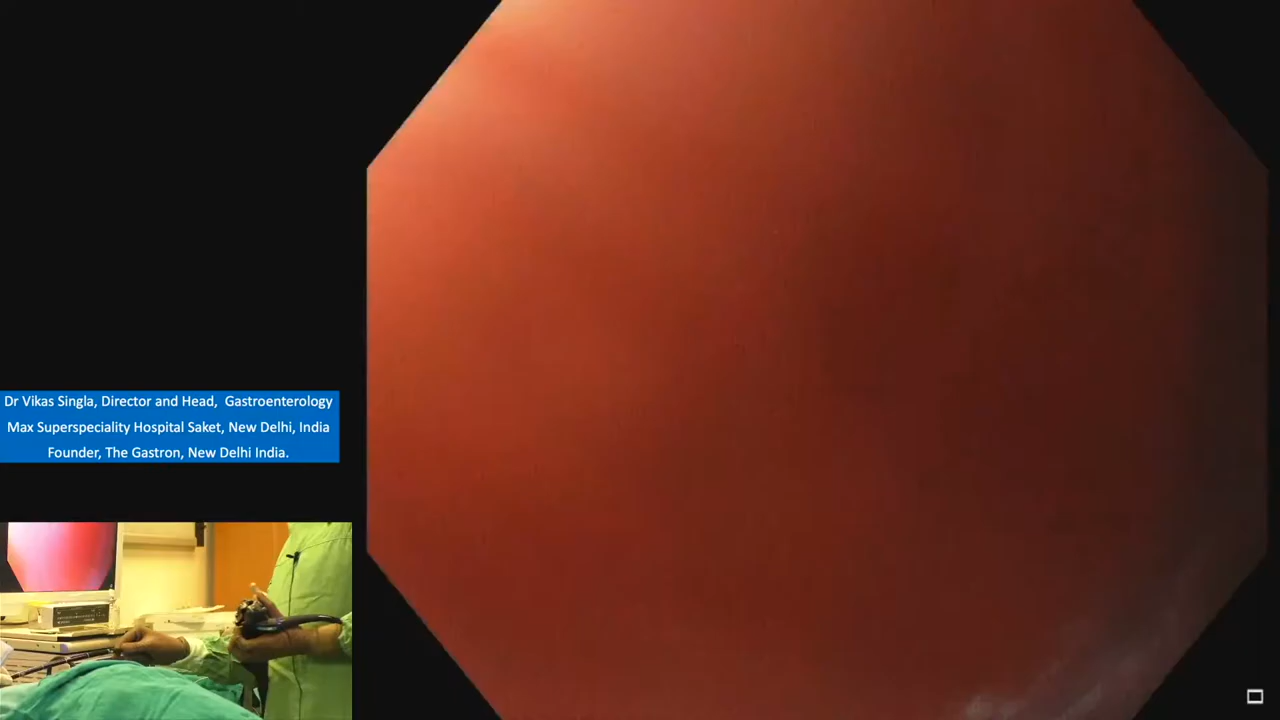 Dr Vikas Singla, Director and Head, Gastroenterology
Max Superspeciality Hospital Saket, New Delhi, India
Founder, The Gastron, New Delhi India.